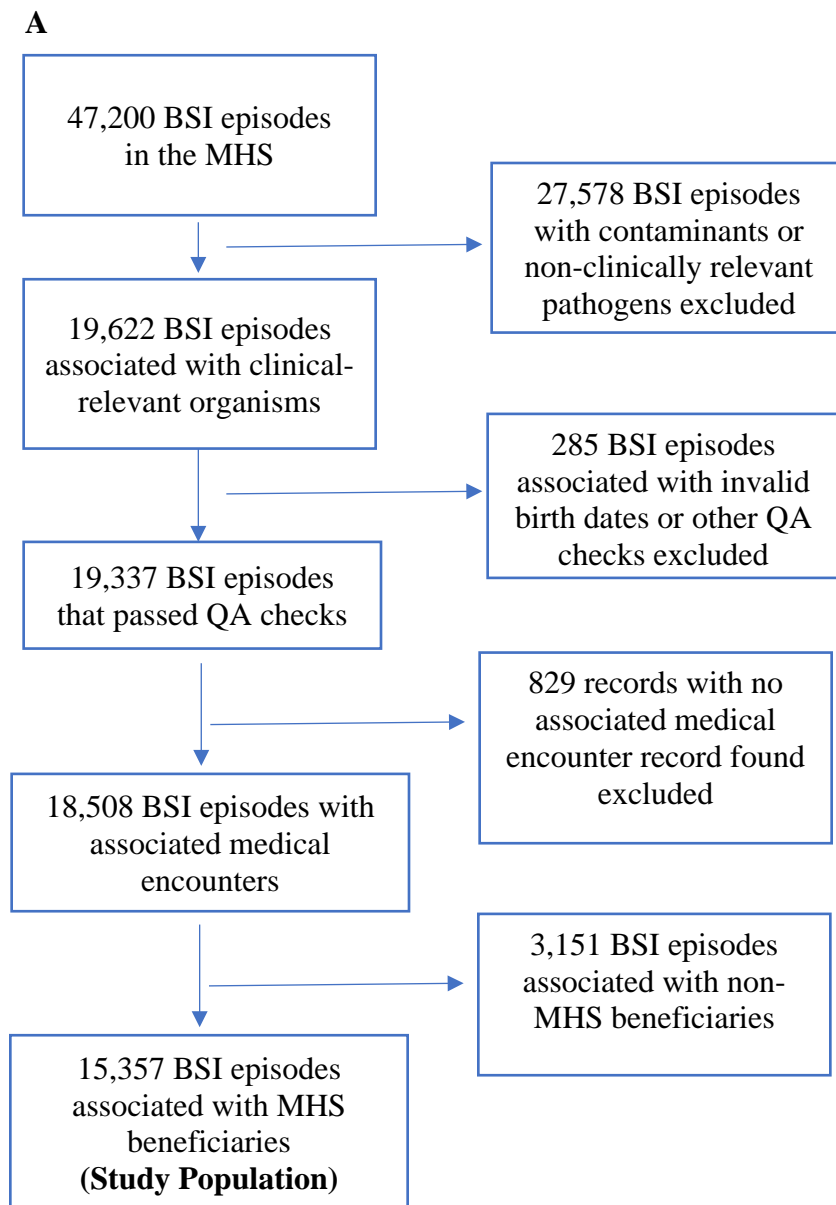 A
47,200 BSI episodes
in the MHS
27,578 BSI episodes
with contaminants or
non-clinically relevant
pathogens excluded
19,622 BSI episodes
associated with clinical-
relevant organisms
285 BSI episodes
associated with invalid
birth dates or other QA
checks excluded
19,337 BSI episodes
that passed QA checks
829 records with no
associated medical
encounter record found
excluded
18,508 BSI episodes with
associated medical
encounters
3,151 BSI episodes
associated with non-
MHS beneficiaries
15,357 BSI episodes
associated with MHS
beneficiaries
(Study Population)